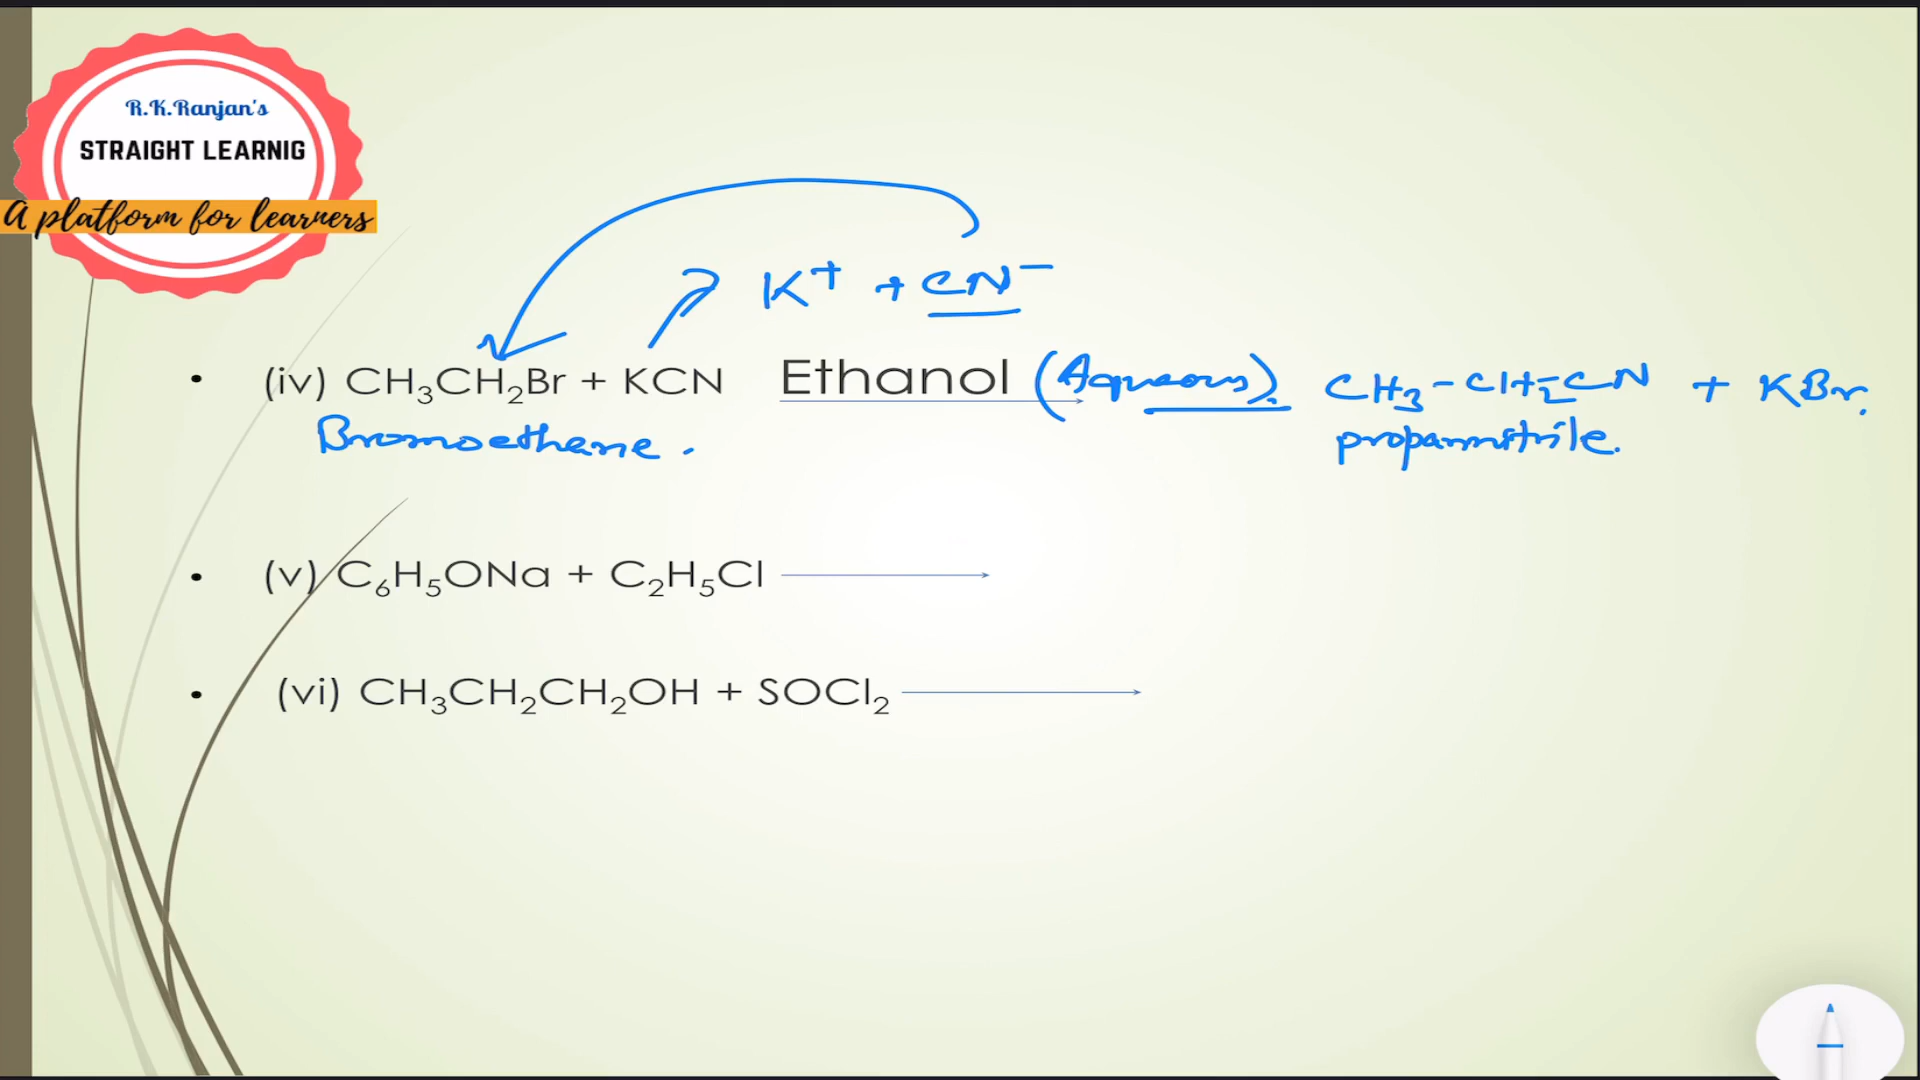 R.K.Ranjan's
STRAIGHT LEARNIG
A platform for learners
K⁺ + CN⁻
• (iv) CH₃CH₂Br + KCN Ethanol (Aqueous). CH₃-CH₂-CN + KBr.
Bromoethane. propannitrile.
• (v) C₆H₅ONa + C₂H₅Cl ⟶
• (vi) CH₃CH₂CH₂OH + SOCl₂ ⟶